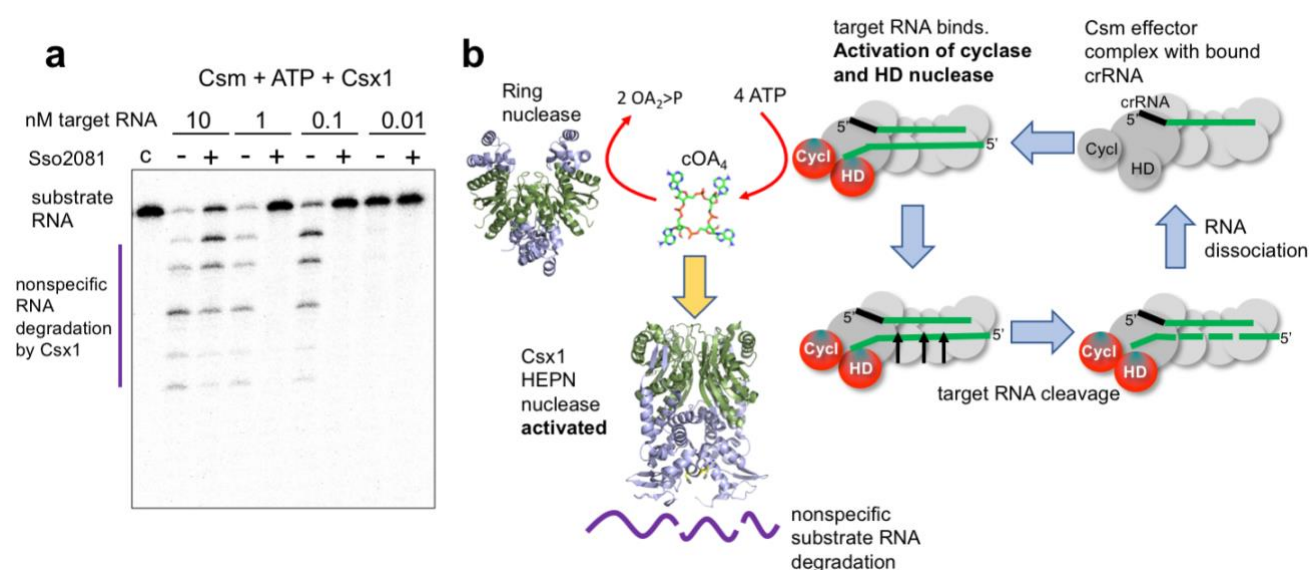 a
Csm + ATP + Csx1
nM target RNA 10 1 0.1 0.01
Sso2081 c - + - + - + - +
substrate
RNA
nonspecific
RNA
degradation
by Csx1
b
Ring
nuclease
2 OA₂>P
4 ATP
cOA₄
Csx1
HEPN
nuclease
activated
nonspecific
substrate RNA
degradation
target RNA binds.
Activation of cyclase
and HD nuclease
5'
5'
Cycl
HD
Csm effector
complex with bound
crRNA
crRNA
5'
Cycl
HD
RNA
dissociation
5'
5'
Cycl
HD
target RNA cleavage
5'
5'
Cycl
HD